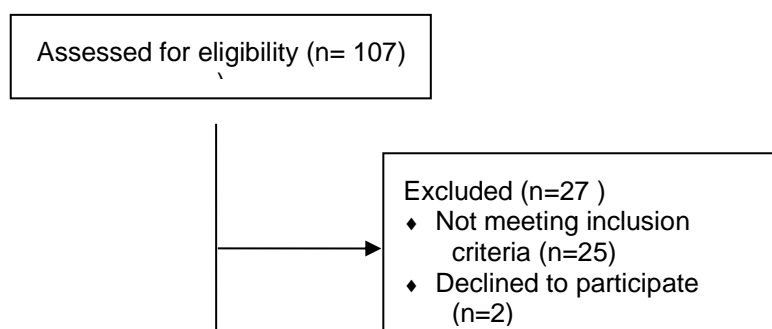 Assessed for eligibility (n= 107)
Excluded (n=27 )
♦ Not meeting inclusion
criteria (n=25)
♦ Declined to participate
(n=2)